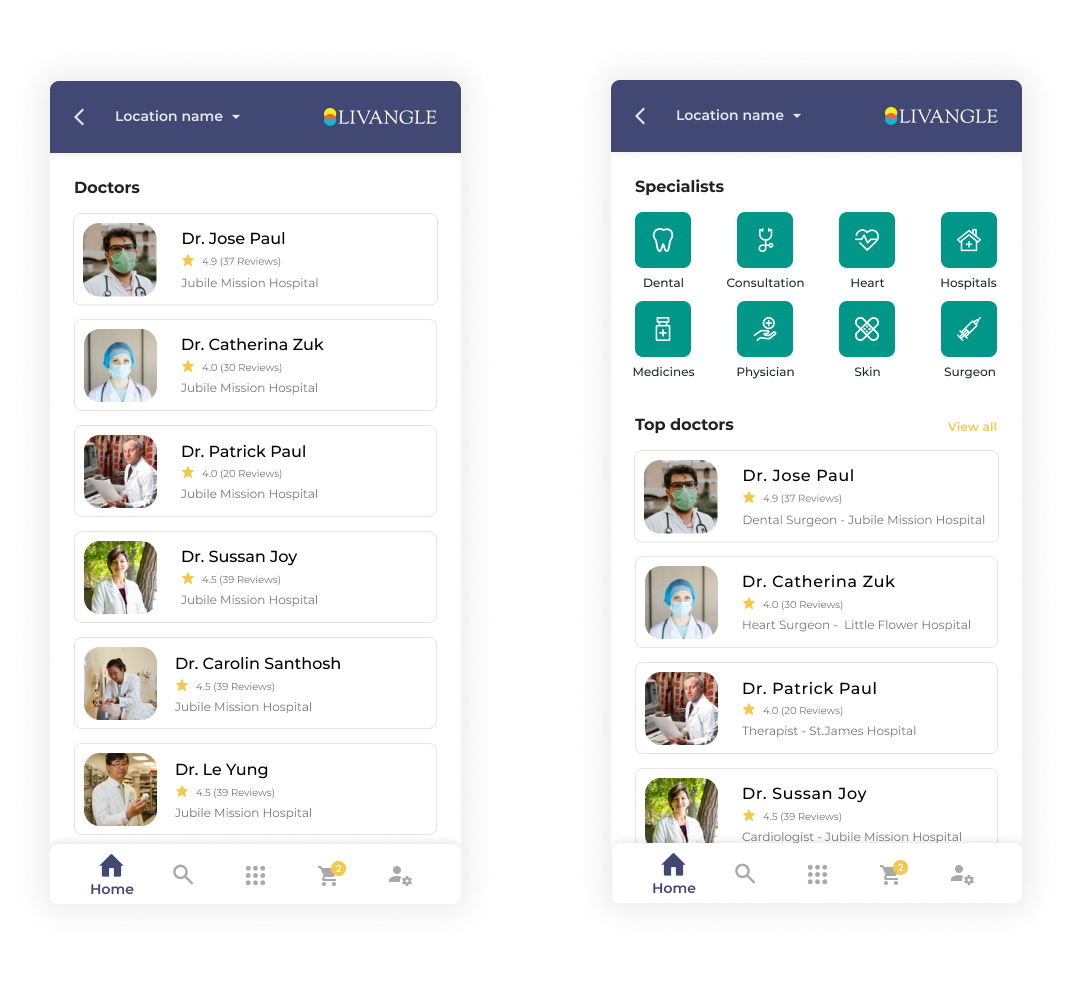 Location name
LIVANGLE
Doctors
Dr. Jose Paul
4.9 (37 Reviews)
Jubile Mission Hospital
Dr. Catherina Zuk
4.0 (30 Reviews)
Jubile Mission Hospital
Dr. Patrick Paul
4.0 (20 Reviews)
Jubile Mission Hospital
Dr. Sussan Joy
4.5 (39 Reviews)
Jubile Mission Hospital
Dr. Carolin Santhosh
4.5 (39 Reviews)
Jubile Mission Hospital
Dr. Le Yung
4.5 (39 Reviews)
Jubile Mission Hospital
2
Home
Location name
LIVANGLE
Specialists
Dental Consultation Heart Hospitals
Medicines Physician Skin Surgeon
Top doctors View all
Dr. Jose Paul
4.9 (37 Reviews)
Dental Surgeon - Jubile Mission Hospital
Dr. Catherina Zuk
4.0 (30 Reviews)
Heart Surgeon - Little Flower Hospital
Dr. Patrick Paul
4.0 (20 Reviews)
Therapist - St.James Hospital
Dr. Sussan Joy
4.5 (39 Reviews)
Cardiologist - Jubile Mission Hospital
2
Home